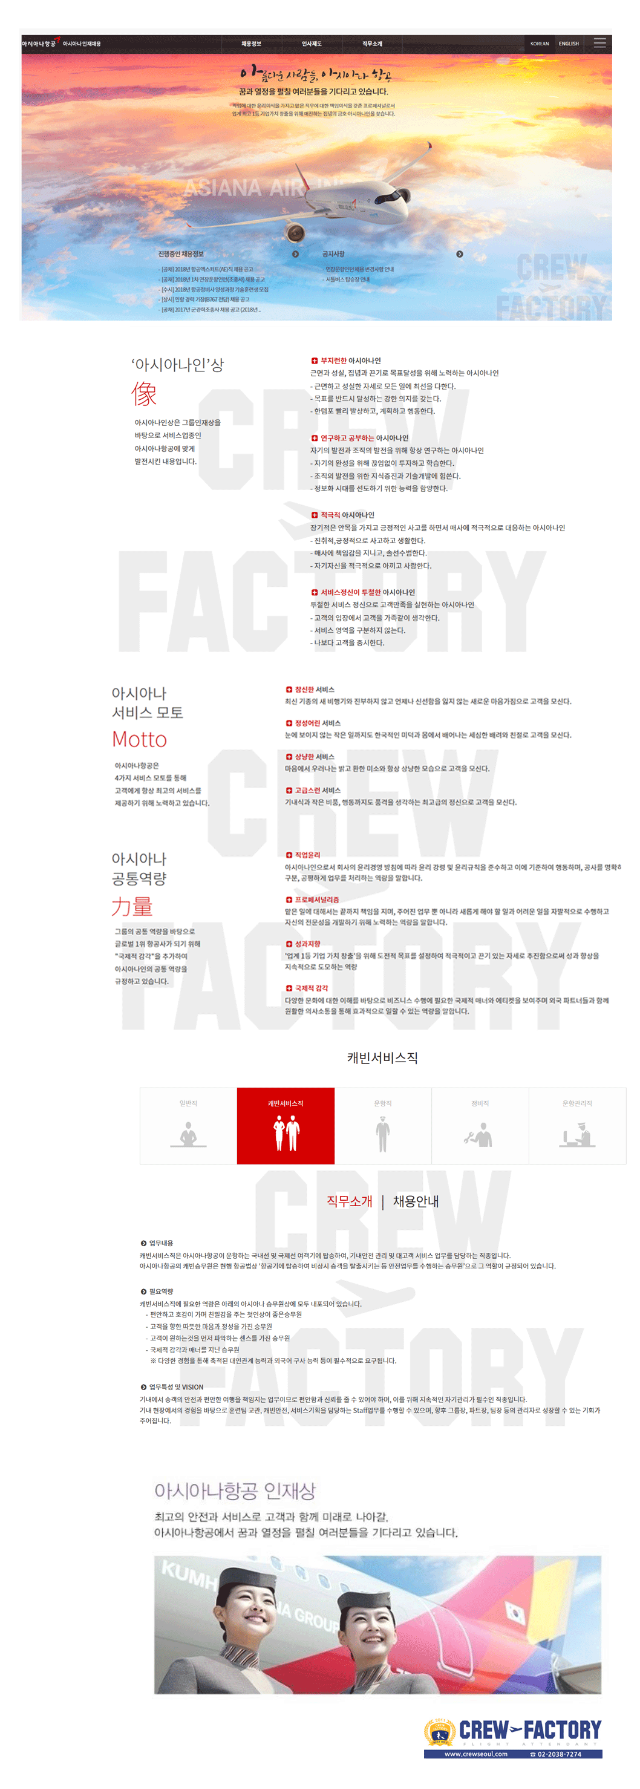 아시아나항공 아시아나 인재채용
채용정보 인사제도 직무소개
KOREAN ENGLISH
아름다운 사람들, 아시아나 항공
꿈과 열정을 펼칠 여러분들을 기다리고 있습니다.
ASIANA AIRLINES
진행중인 채용정보
공지사항
CREW
FACTORY
‘아시아나인’상
像
아시아나인상은 그룹인재상을
바탕으로 서비스업종인
아시아나항공에 맞게
발전시킨 내용입니다.
부지런한 아시아나인
근면과 성실, 집념과 끈기로 목표달성을 위해 노력하는 아시아나인
- 근면하고 성실한 자세로 모든 일에 최선을 다한다.
- 목표를 반드시 달성하는 강한 의지를 갖는다.
- 한템포 빨리 발상하고, 계획하고 행동한다.
연구하고 공부하는 아시아나인
자기의 발전과 조직의 발전을 위해 항상 연구하는 아시아나인
- 자기의 완성을 위해 끊임없이 투자하고 학습한다.
- 조직의 발전을 위한 지식증진과 기술개발에 힘쓴다.
- 정보화 시대를 선도하기 위한 능력을 함양한다.
적극적 아시아나인
장기적은 안목을 가지고 긍정적인 사고를 하면서 매사에 적극적으로 대응하는 아시아나인
- 진취적,긍정적으로 사고하고 생활한다.
- 매사에 책임감을 지니고, 솔선수범한다.
- 자기자신을 적극적으로 아끼고 사랑한다.
서비스정신이 투철한 아시아나인
투철한 서비스 정신으로 고객만족을 실현하는 아시아나인
- 고객의 입장에서 고객을 가족같이 생각한다.
- 서비스 영역을 구분하지 않는다.
- 나보다 고객을 중시한다.
CREW
FACTORY
아시아나
서비스 모토
Motto
아시아나항공은
4가지 서비스 모토를 통해
고객에게 항상 최고의 서비스를
제공하기 위해 노력하고 있습니다.
참신한 서비스
최신 기종의 새 비행기와 진부하지 않고 언제나 신선함을 잃지 않는 새로운 마음가짐으로 고객을 모신다.
정성어린 서비스
눈에 보이지 않는 작은 일까지도 한국적인 미덕과 몸에서 배어나는 세심한 배려와 친절로 고객을 모신다.
상냥한 서비스
마음에서 우러나는 밝고 환한 미소와 항상 상냥한 모습으로 고객을 모신다.
고급스런 서비스
기내식과 작은 비품, 행동까지도 품격을 생각하는 최고급의 정신으로 고객을 모신다.
아시아나
공통역량
力量
그룹의 공통 역량을 바탕으로
글로벌 1위 항공사가 되기 위해
"국제적 감각"을 추가하여
아시아나인의 공통 역량을
규정하고 있습니다.
직업윤리
아시아나인으로서 회사의 윤리경영 방침에 따라 윤리 강령 및 윤리규칙을 준수하고 이에 기준하여 행동하며, 공사를 명확히
구분, 공평하게 업무를 처리하는 역량을 말합니다.
프로페셔널리즘
맡은 일에 대해서는 끝까지 책임을 지며, 주어진 업무 뿐 아니라 새롭게 해야 할 일과 어려운 일을 자발적으로 수행하고
자신의 전문성을 개발하기 위해 노력하는 역량을 말합니다.
성과지향
'업계 1등 기업 가치 창출'을 위해 도전적 목표를 설정하여 적극적이고 끈기 있는 자세로 추진함으로써 성과 향상을
지속적으로 도모하는 역량
국제적 감각
다양한 문화에 대한 이해를 바탕으로 비즈니스 수행에 필요한 국제적 매너와 에티켓을 보여주며 외국 파트너들과 함께
원활한 의사소통을 통해 효과적으로 일할 수 있는 역량을 말합니다.
CREW
FACTORY
캐빈서비스직
일반직 캐빈서비스직 운항직 정비직 운항관리직
직무소개 | 채용안내
업무내용
캐빈서비스직은 아시아나항공이 운항하는 국내선 및 국제선 여객기에 탑승하여, 기내안전 관리 및 대고객 서비스 업무를 담당하는 직종입니다.
아시아나항공의 캐빈승무원은 현행 항공법상 '항공기에 탑승하여 비상시 승객을 탈출시키는 등 안전업무를 수행하는 승무원'으로 그 역할이 규정되어 있습니다.
필요역량
캐빈서비스직에 필요한 역량은 아래의 아시아나 승무원상에 모두 내포되어 있습니다.
- 편안하고 호감이 가며 친밀감을 주는 첫인상이 좋은승무원
- 고객을 향한 따뜻한 마음과 정성을 가진 승무원
- 고객이 원하는것을 먼저 파악하는 센스를 가진 승무원
- 국제적 감각과 매너를 지닌 승무원
※ 다양한 경험을 통해 축적된 대인관계 능력과 외국어 구사 능력 등이 필수적으로 요구됩니다.
업무특성 및 VISION
기내에서 승객의 안전과 편안한 여행을 책임지는 업무이므로 편안함과 신뢰를 줄 수 있어야 하며, 이를 위해 지속적인 자기관리가 필수인 직종입니다.
기내 현장에서의 경험을 바탕으로 훈련팀 교관, 캐빈안전, 서비스기획을 담당하는 Staff업무를 수행할 수 있으며, 향후 그룹장, 파트장, 팀장 등의 관리자로 성장할 수 있는 기회가
주어집니다.
CREW
FACTORY
아시아나항공 인재상
최고의 안전과 서비스로 고객과 함께 미래로 나아갈,
아시아나항공에서 꿈과 열정을 펼칠 여러분들을 기다리고 있습니다.
KUMH
NA GROUP
CREW FACTORY
FLIGHT ATTENDANT
www.crewseoul.com ☎ 02-2038-7274